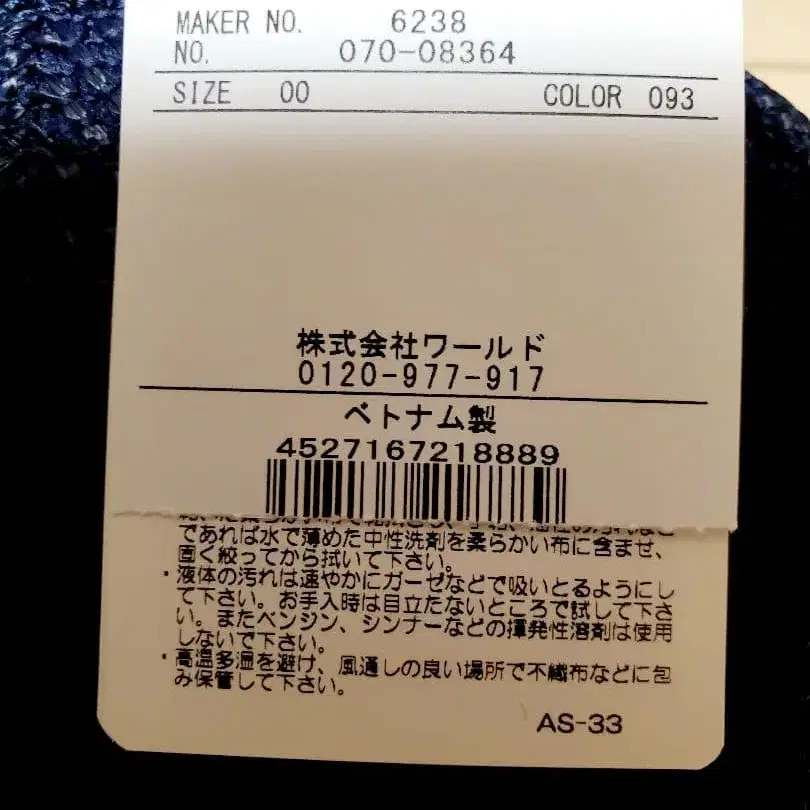 MAKER NO. 6238
NO. 070-08364
SIZE 00 COLOR 093
株式会社ワールド
0120-977-917
ベトナム製
4527167218889
であれば水で薄めた中性洗剤を柔らかい布に含ませ、
固く絞ってから拭いて下さい。
・液体の汚れは速やかにガーゼなどで吸いとるようにし
て下さい。お手入時は目立たないところで試して下さ
い。またベンジン、シンナーなどの揮発性溶剤は使用
しないで下さい。
・高温多湿を避け、風通しの良い場所で不織布などに包
み保管して下さい。
AS-33